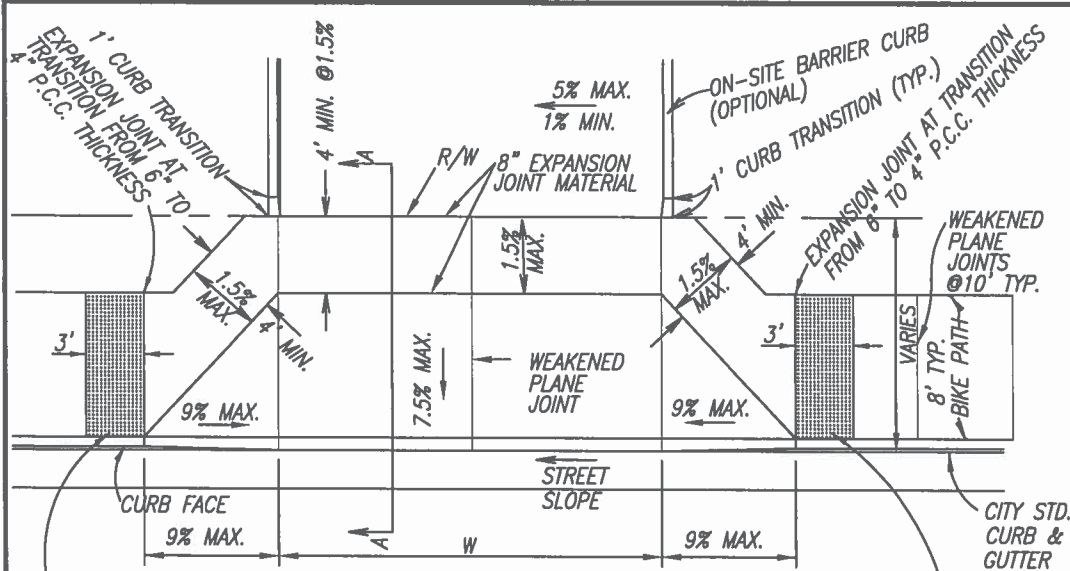 1' CURB TRANSITION
EXPANSION JOINT AT
TRANSITION FROM 6" TO
4" P.C.C. THICKNESS
4' MIN. @1.5%
5% MAX.
1% MIN.
ON-SITE BARRIER CURB
(OPTIONAL)
1' CURB TRANSITION (TYP.)
EXPANSION JOINT AT TRANSITION
FROM 6" TO 4" P.C.C. THICKNESS
A
R/W
8" EXPANSION
JOINT MATERIAL
4' MIN.
WEAKENED
PLANE
JOINTS
@10' TYP.
1.5%
MAX.
1.5%
MAX.
1.5%
MAX.
4' MIN.
3'
3'
VARIES
8' TYP.
BIKE PATH
7.5% MAX.
WEAKENED
PLANE
JOINT
9% MAX.
9% MAX.
STREET
SLOPE
CURB FACE
CITY STD.
CURB &
GUTTER
9% MAX.
A
W
9% MAX.